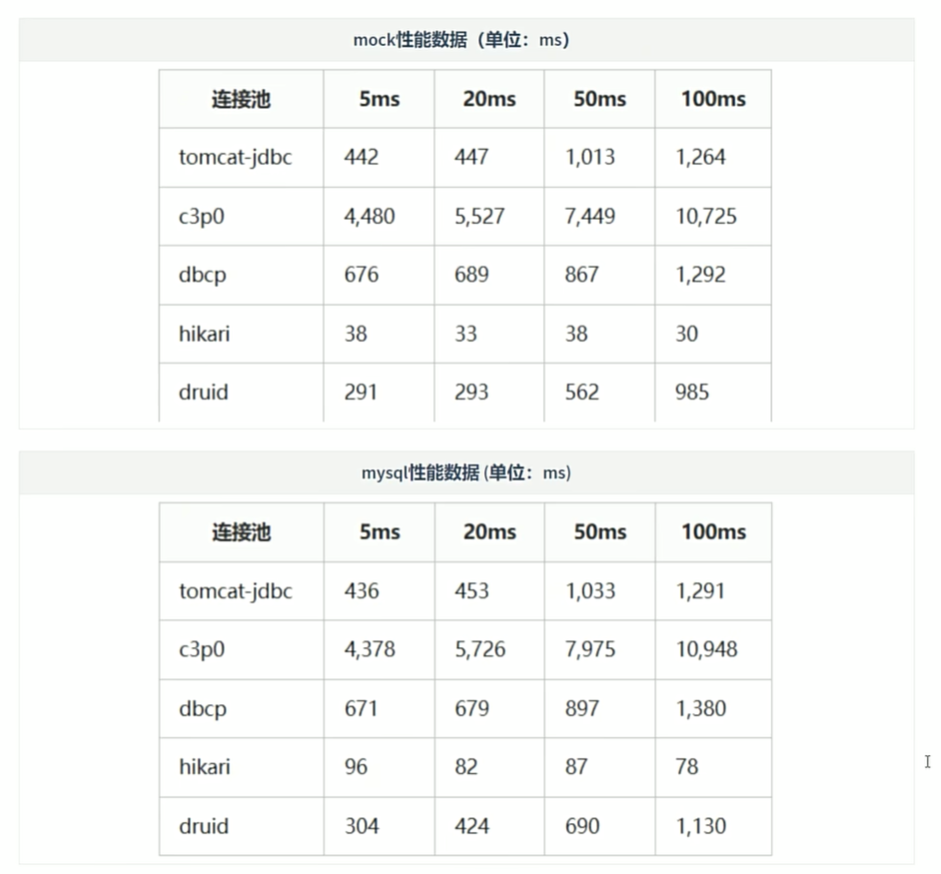 mock性能数据（单位：ms）
连接池 5ms 20ms 50ms 100ms
tomcat-jdbc 442 447 1,013 1,264
c3p0 4,480 5,527 7,449 10,725
dbcp 676 689 867 1,292
hikari 38 33 38 30
druid 291 293 562 985
mysql性能数据 (单位：ms)
连接池 5ms 20ms 50ms 100ms
tomcat-jdbc 436 453 1,033 1,291
c3p0 4,378 5,726 7,975 10,948
dbcp 671 679 897 1,380
hikari 96 82 87 78
druid 304 424 690 1,130